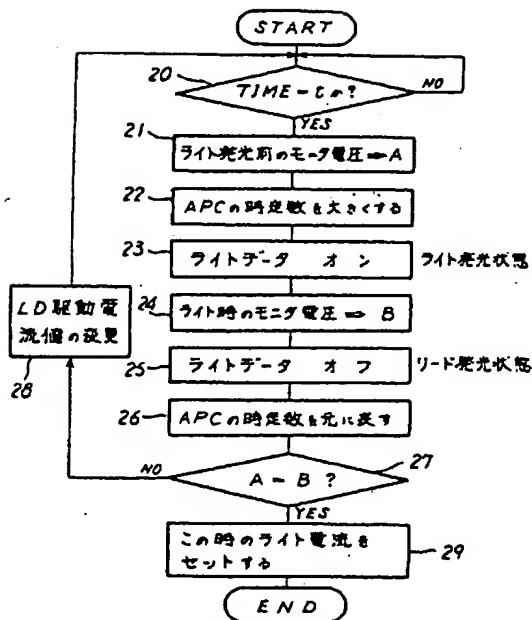 START
20
TIME = tn?
NO
YES
21
ライト発光前のモニタ電圧⇒A
22
APCの時定数を大きくする
23
ライトデータ オン
ライト発光状態
24
ライト時のモニタ電圧⇒ B
LD駆動電
流値の変更
28
25
ライトデータ オフ
リード発光状態
26
APCの時定数を元に戻す
27
NO
A = B ?
YES
この時のライト電流を
セットする
29
END